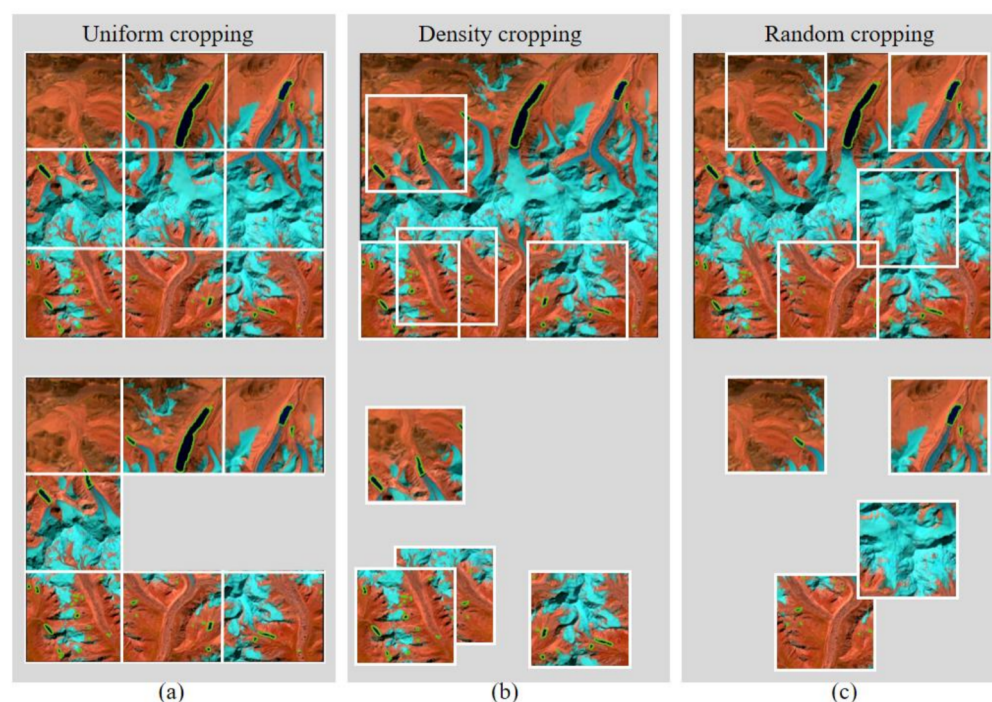 Uniform cropping
Density cropping
Random cropping
(a)
(b)
(c)